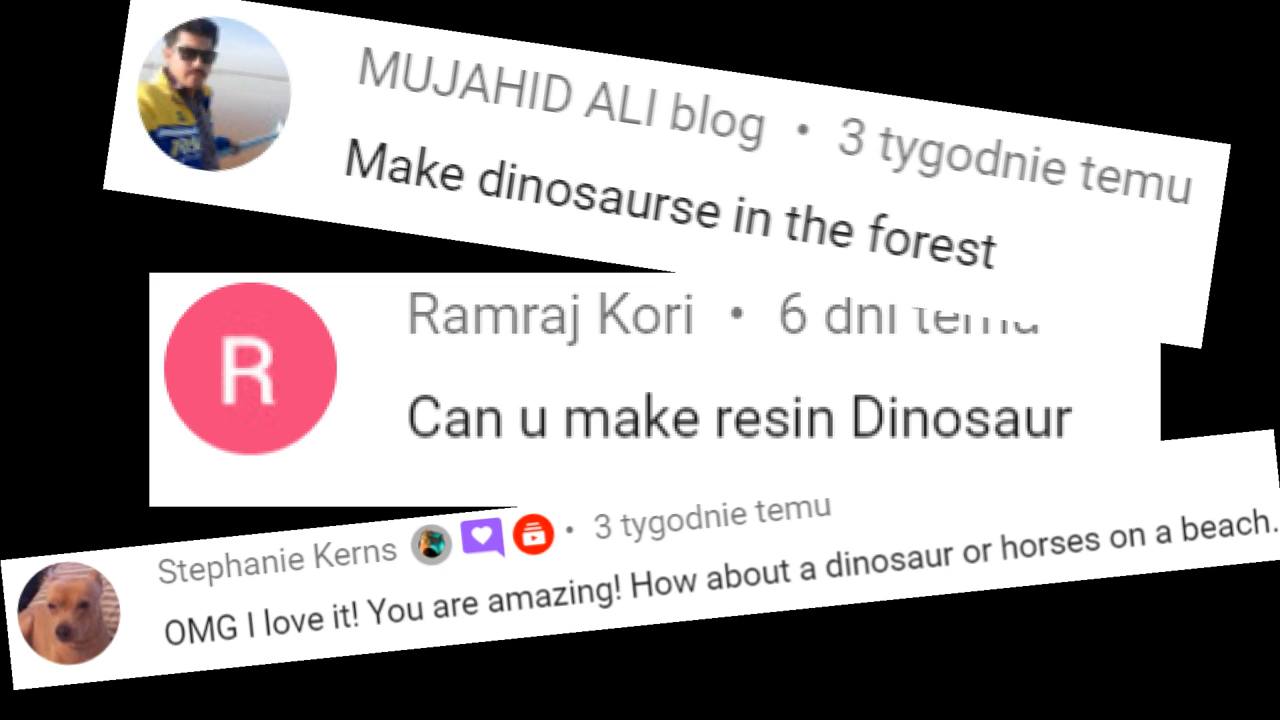 MUJAHID ALI blog • 3 tygodnie temu
Make dinosaurse in the forest
R
Ramraj Kori • 6 dni temu
Can u make resin Dinosaur
Stephanie Kerns • 3 tygodnie temu
OMG I love it! You are amazing! How about a dinosaur or horses on a beach.